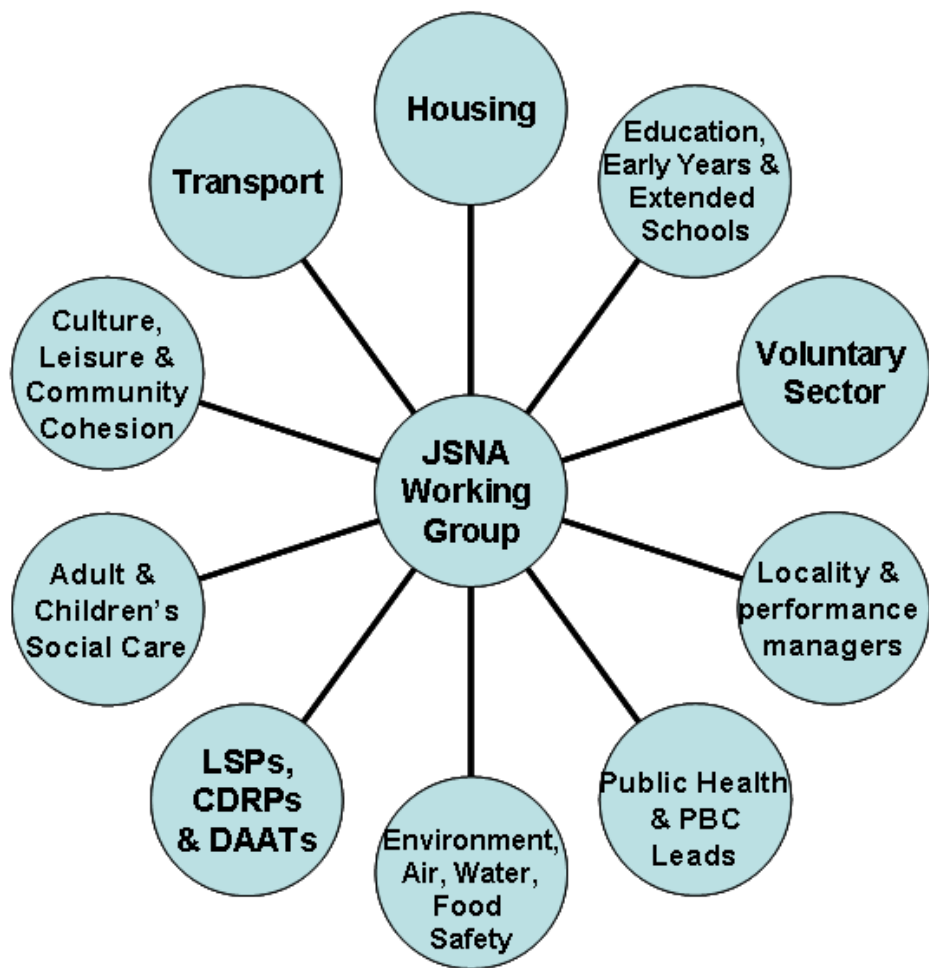 Housing
Education,
Early Years &
Extended
Schools
Transport
Voluntary
Sector
Culture,
Leisure &
Community
Cohesion
JSNA
Working
Group
Adult &
Children's
Social Care
Locality &
performance
managers
LSPs,
CDRPs
& DAATs
Public Health
& PBC
Leads
Environment,
Air, Water,
Food
Safety